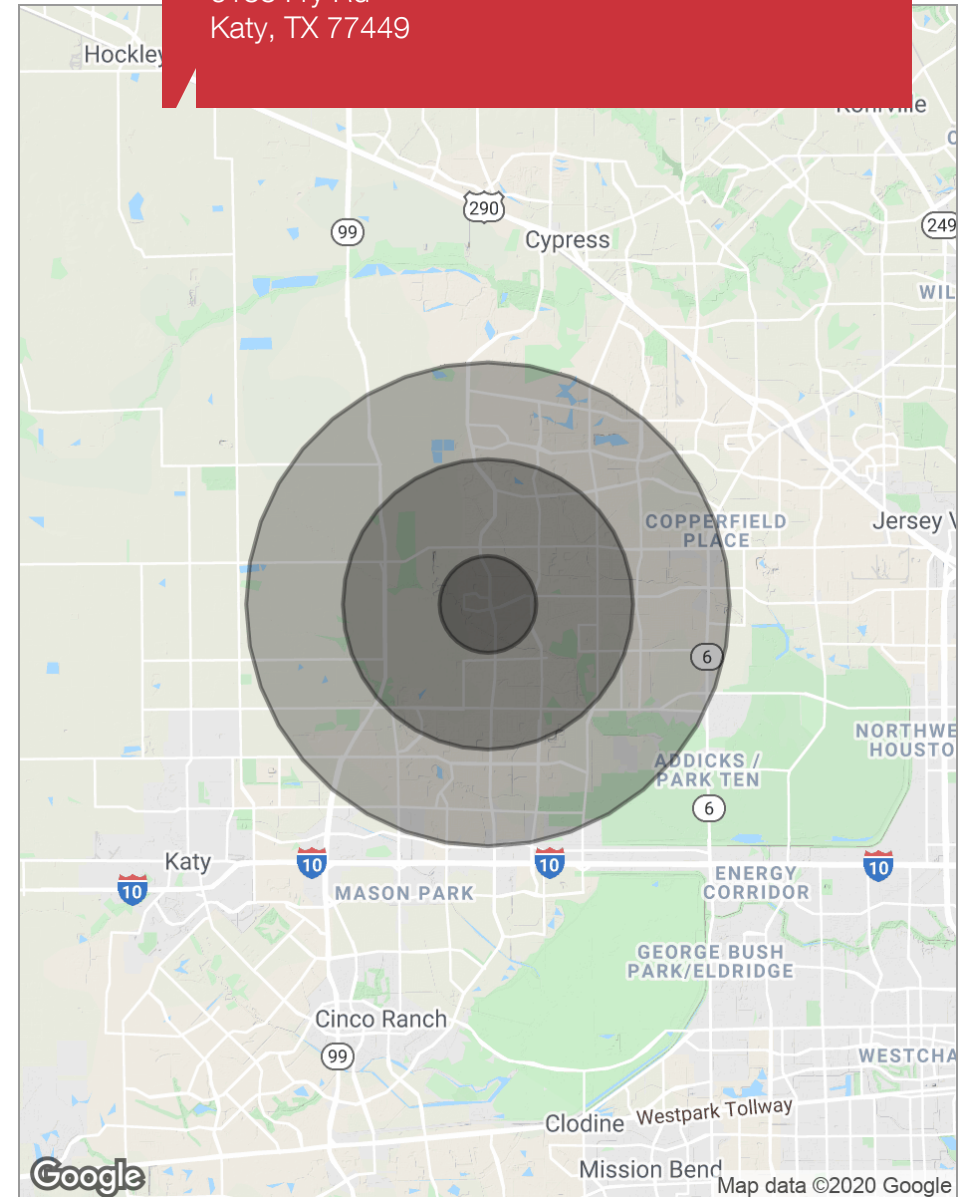 Katy, TX 77449
Hockley
290
99
Cypress
249
WIL
COPPERFIELD
PLACE
Jersey V
6
NORTHWE
HOUSTO
ADDICKS /
PARK TEN
6
Katy
10
10
10
10
MASON PARK
ENERGY
CORRIDOR
GEORGE BUSH
PARK/ELDRIDGE
Cinco Ranch
99
WESTCHA
Clodine
Westpark Tollway
Mission Bend
Google
Map data ©2020 Google